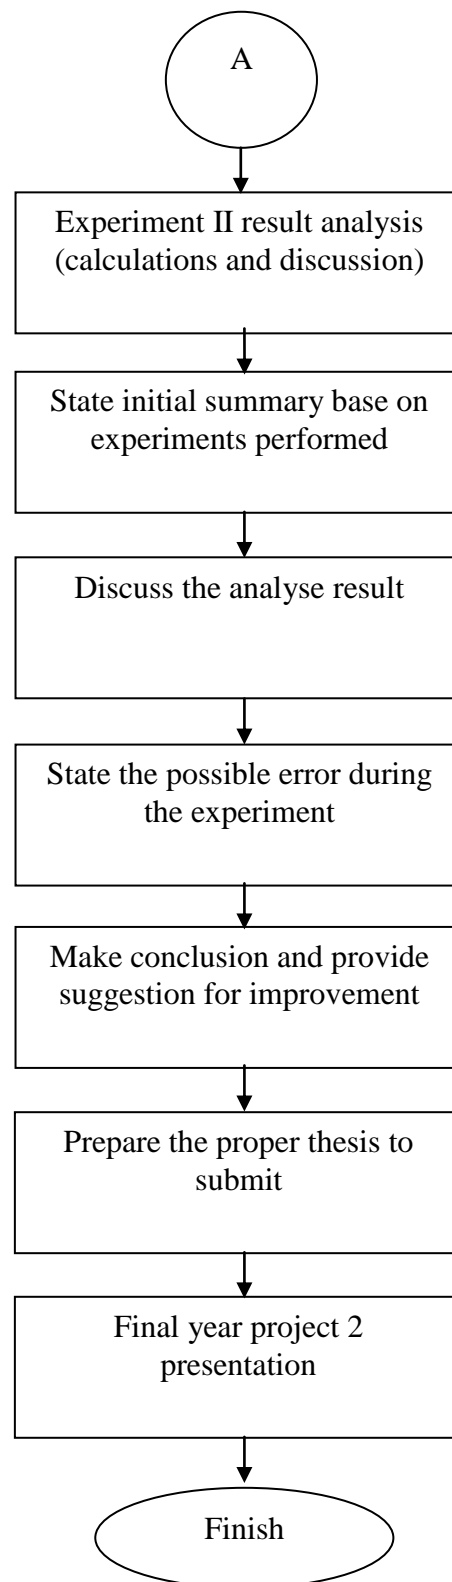 A
Experiment II result analysis
(calculations and discussion)
State initial summary base on
experiments performed
Discuss the analyse result
State the possible error during
the experiment
Make conclusion and provide
suggestion for improvement
Prepare the proper thesis to
submit
Final year project 2
presentation
Finish